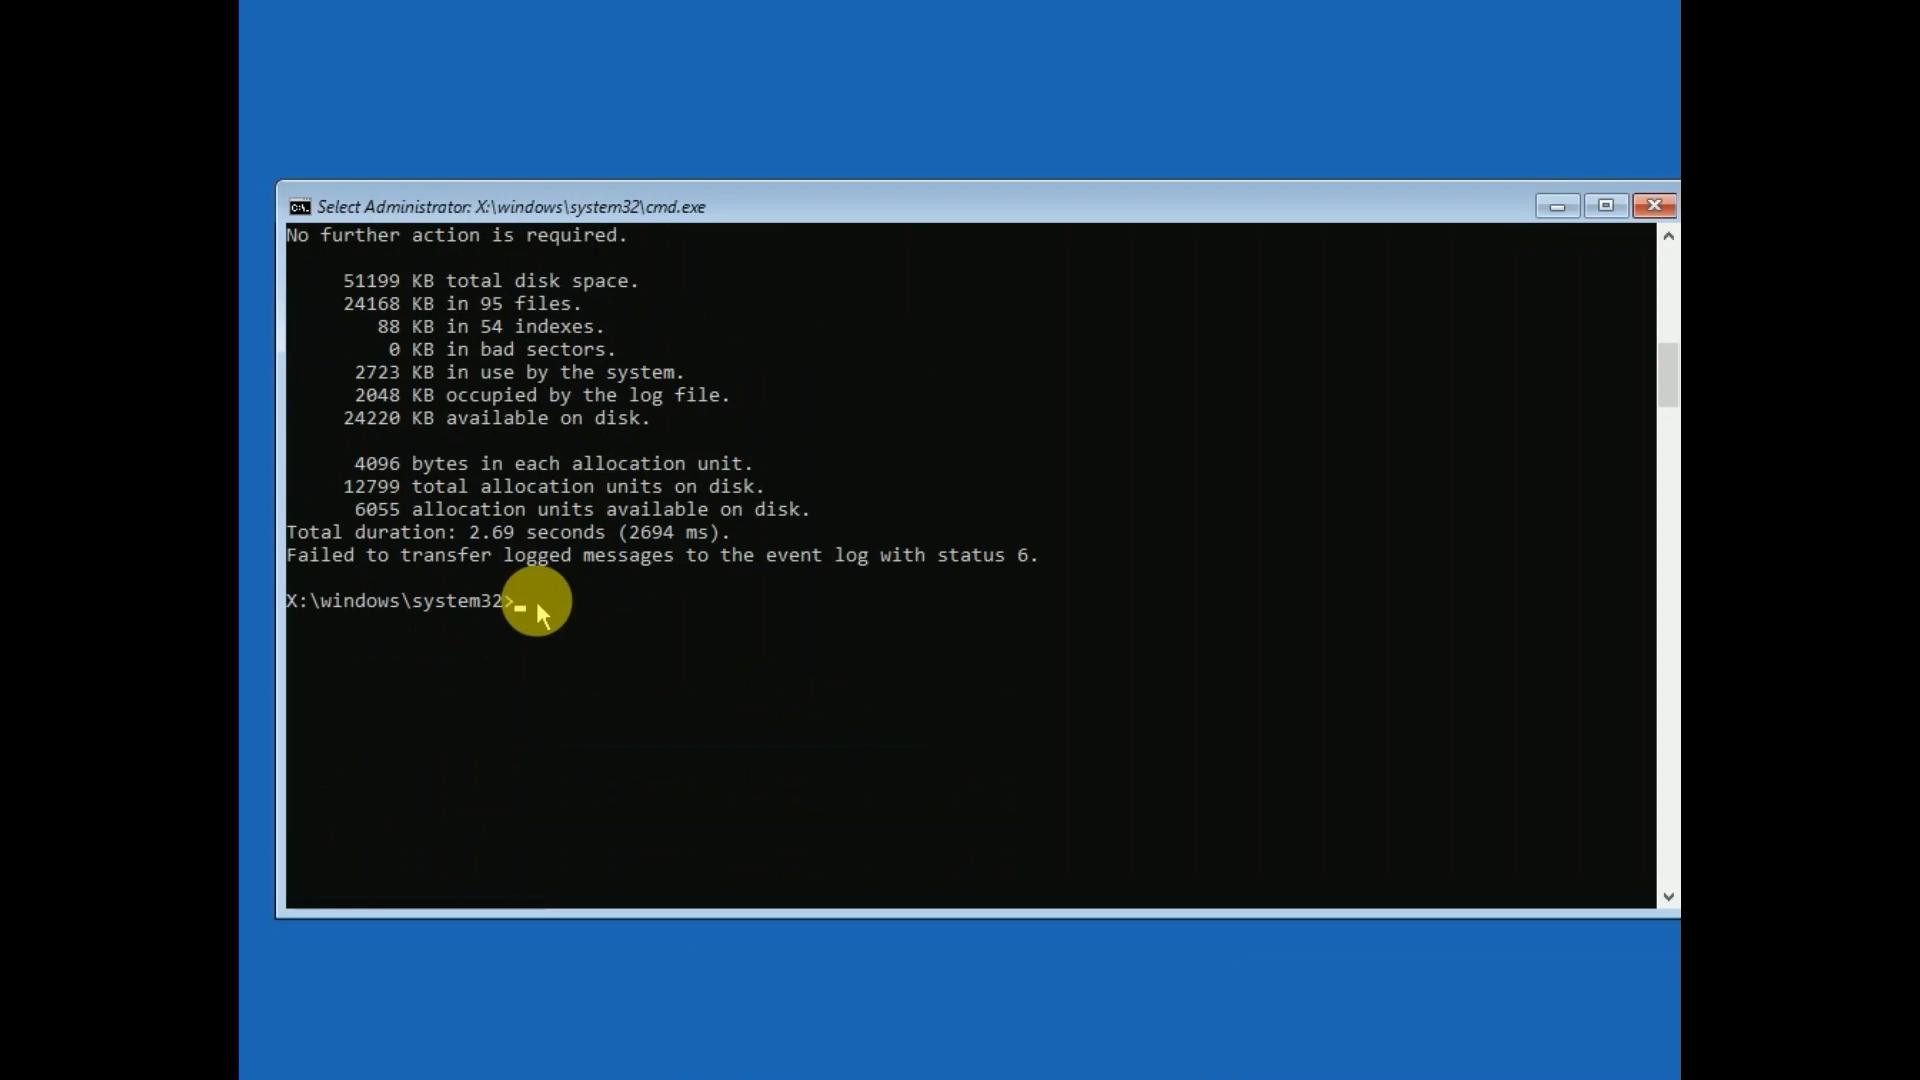 Select Administrator: X:\windows\system32\cmd.exe
No further action is required.
51199 KB total disk space.
24168 KB in 95 files.
88 KB in 54 indexes.
0 KB in bad sectors.
2723 KB in use by the system.
2048 KB occupied by the log file.
24220 KB available on disk.
4096 bytes in each allocation unit.
12799 total allocation units on disk.
6055 allocation units available on disk.
Total duration: 2.69 seconds (2694 ms).
Failed to transfer logged messages to the event log with status 6.
X:\windows\system32>